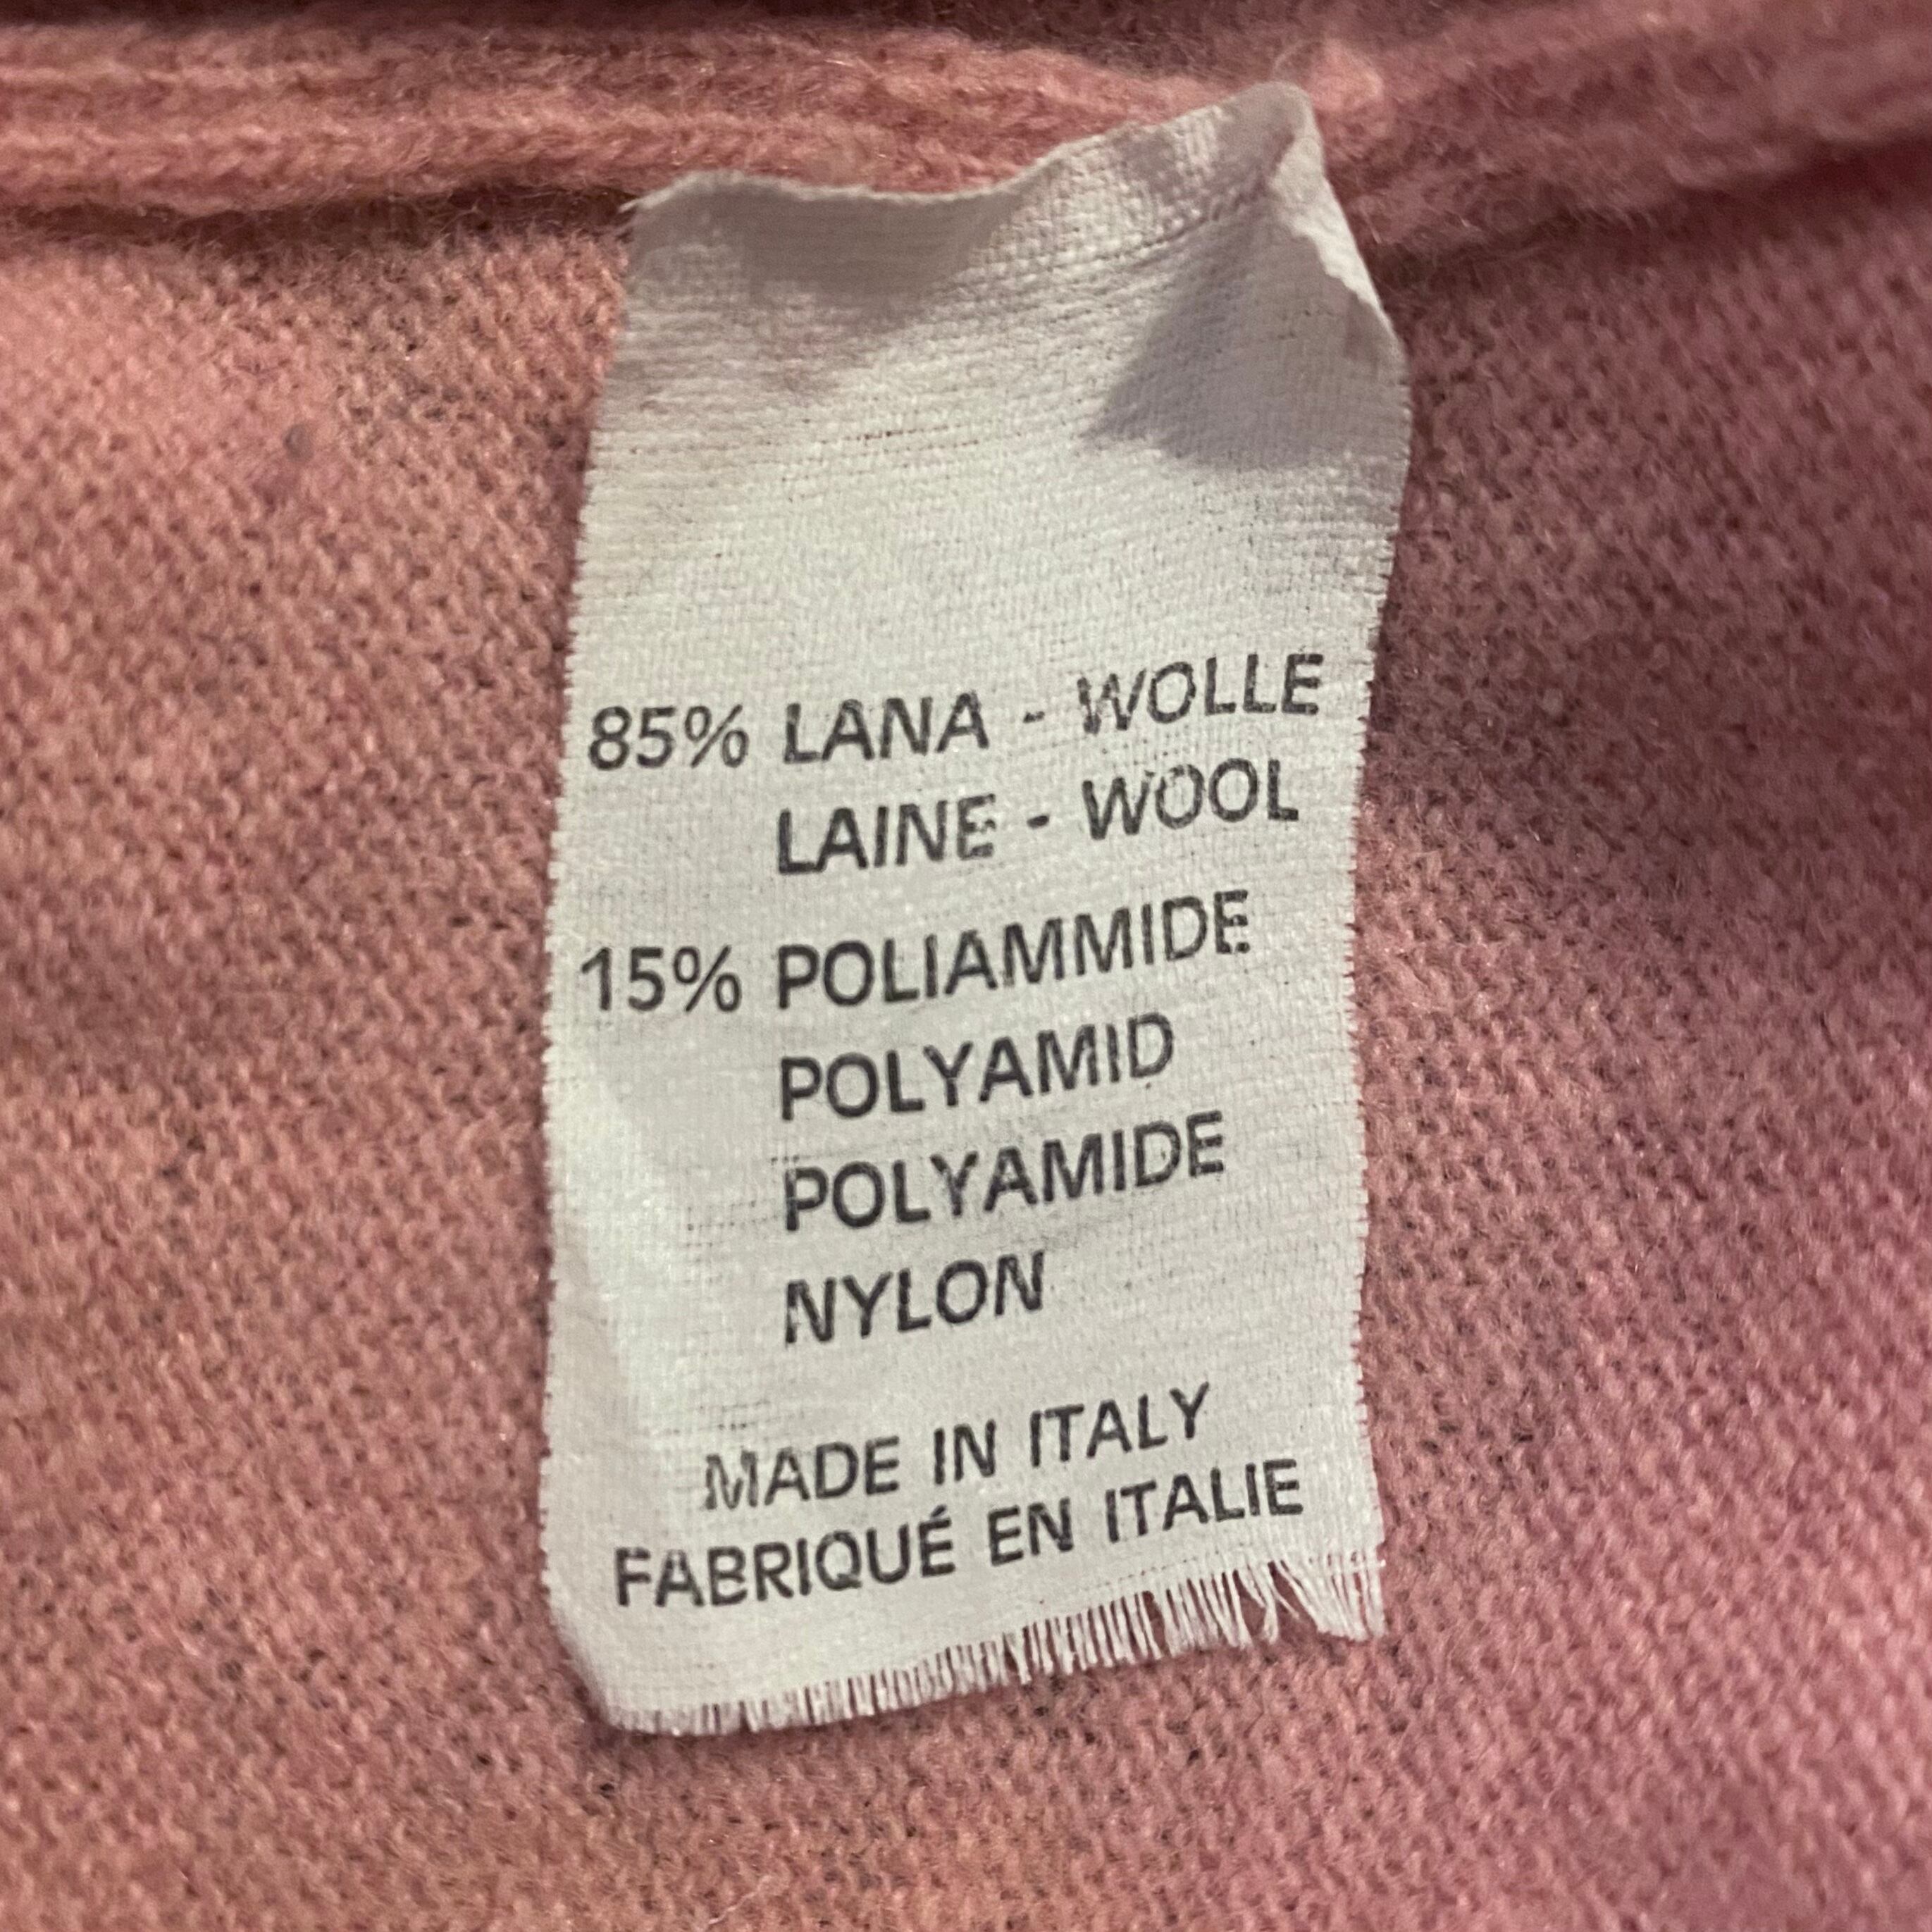 85% LANA - WOLLE
LAINE - WOOL
15% POLIAMMIDE
POLYAMID
POLYAMIDE
NYLON
MADE IN ITALY
FABRIQUÉ EN ITALIE